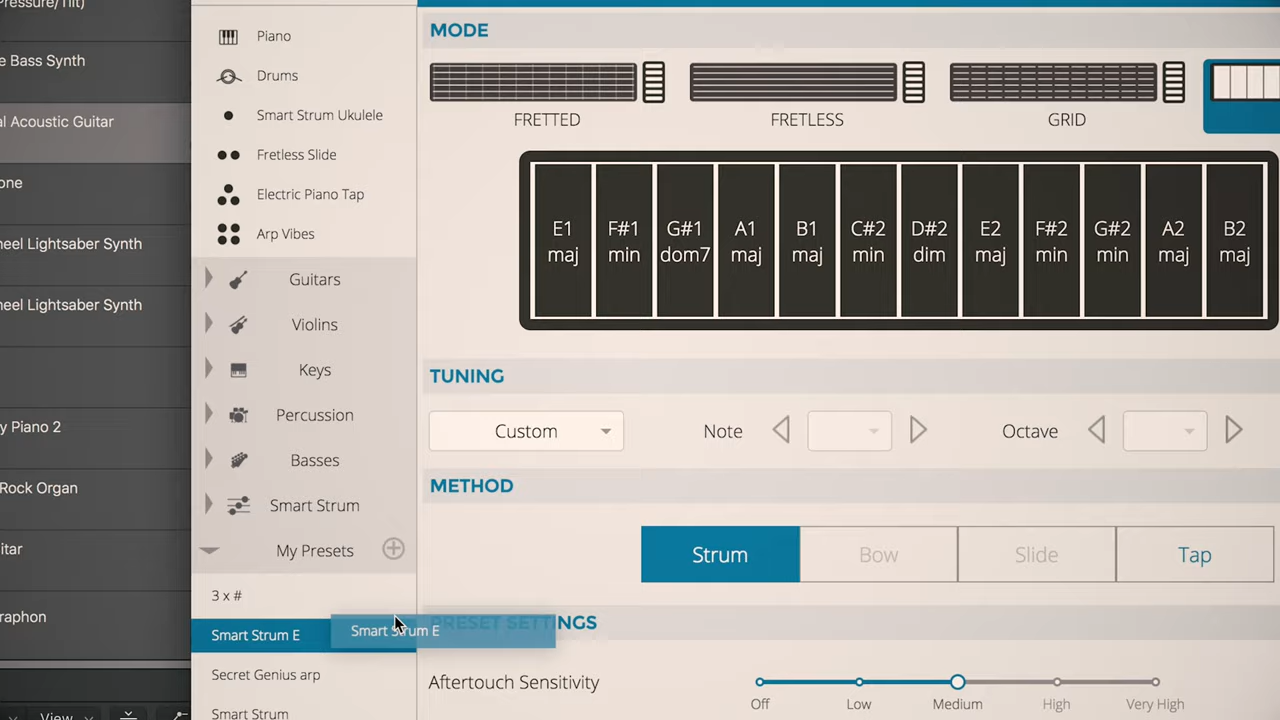 Pressure/Tilt)
e Bass Synth
al Acoustic Guitar
one
heel Lightsaber Synth
heel Lightsaber Synth
y Piano 2
Rock Organ
itar
raphon
View
Piano
Drums
Smart Strum Ukulele
Fretless Slide
Electric Piano Tap
Arp Vibes
Guitars
Violins
Keys
Percussion
Basses
Smart Strum
My Presets
3 x #
Smart Strum E
Smart Strum E
Secret Genius arp
Smart Strum
MODE
FRETTED
FRETLESS
GRID
E1 maj
F#1 min
G#1 dom7
A1 maj
B1 maj
C#2 min
D#2 dim
E2 maj
F#2 min
G#2 min
A2 maj
B2 maj
TUNING
Custom
Note
Octave
METHOD
Strum
Bow
Slide
Tap
PRESET SETTINGS
Aftertouch Sensitivity
Off
Low
Medium
High
Very High